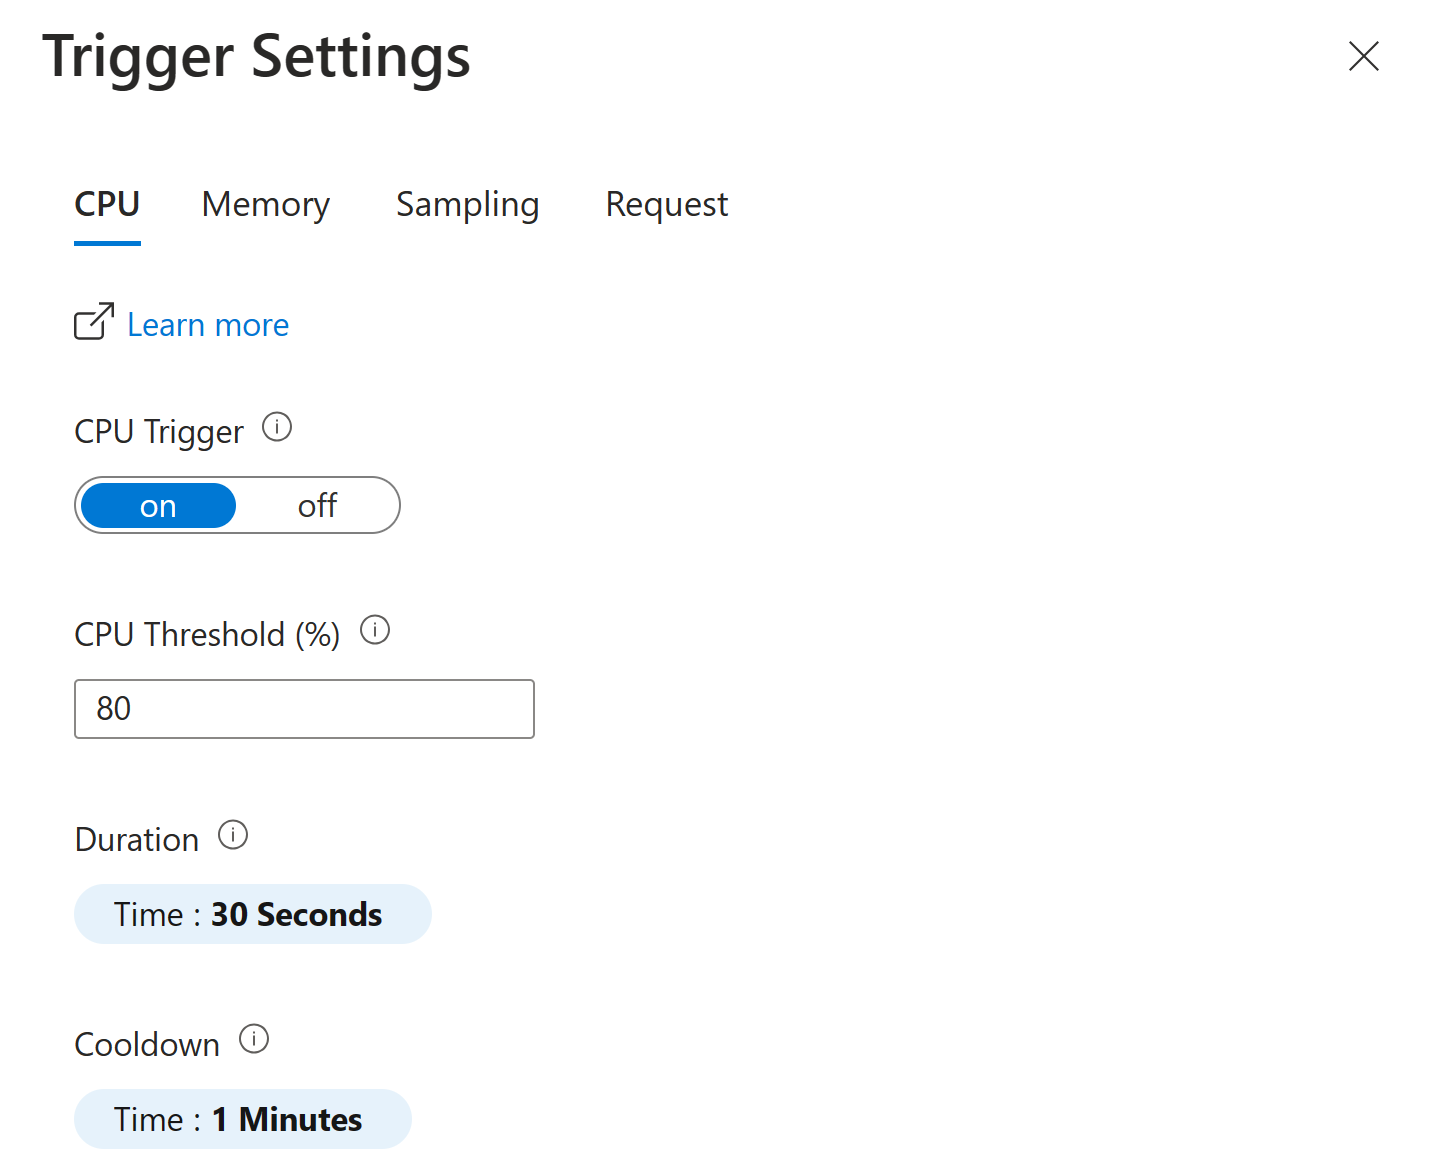 Trigger Settings
CPU Memory Sampling Request
Learn more
CPU Trigger
on off
CPU Threshold (%)
80
Duration
Time : 30 Seconds
Cooldown
Time : 1 Minutes